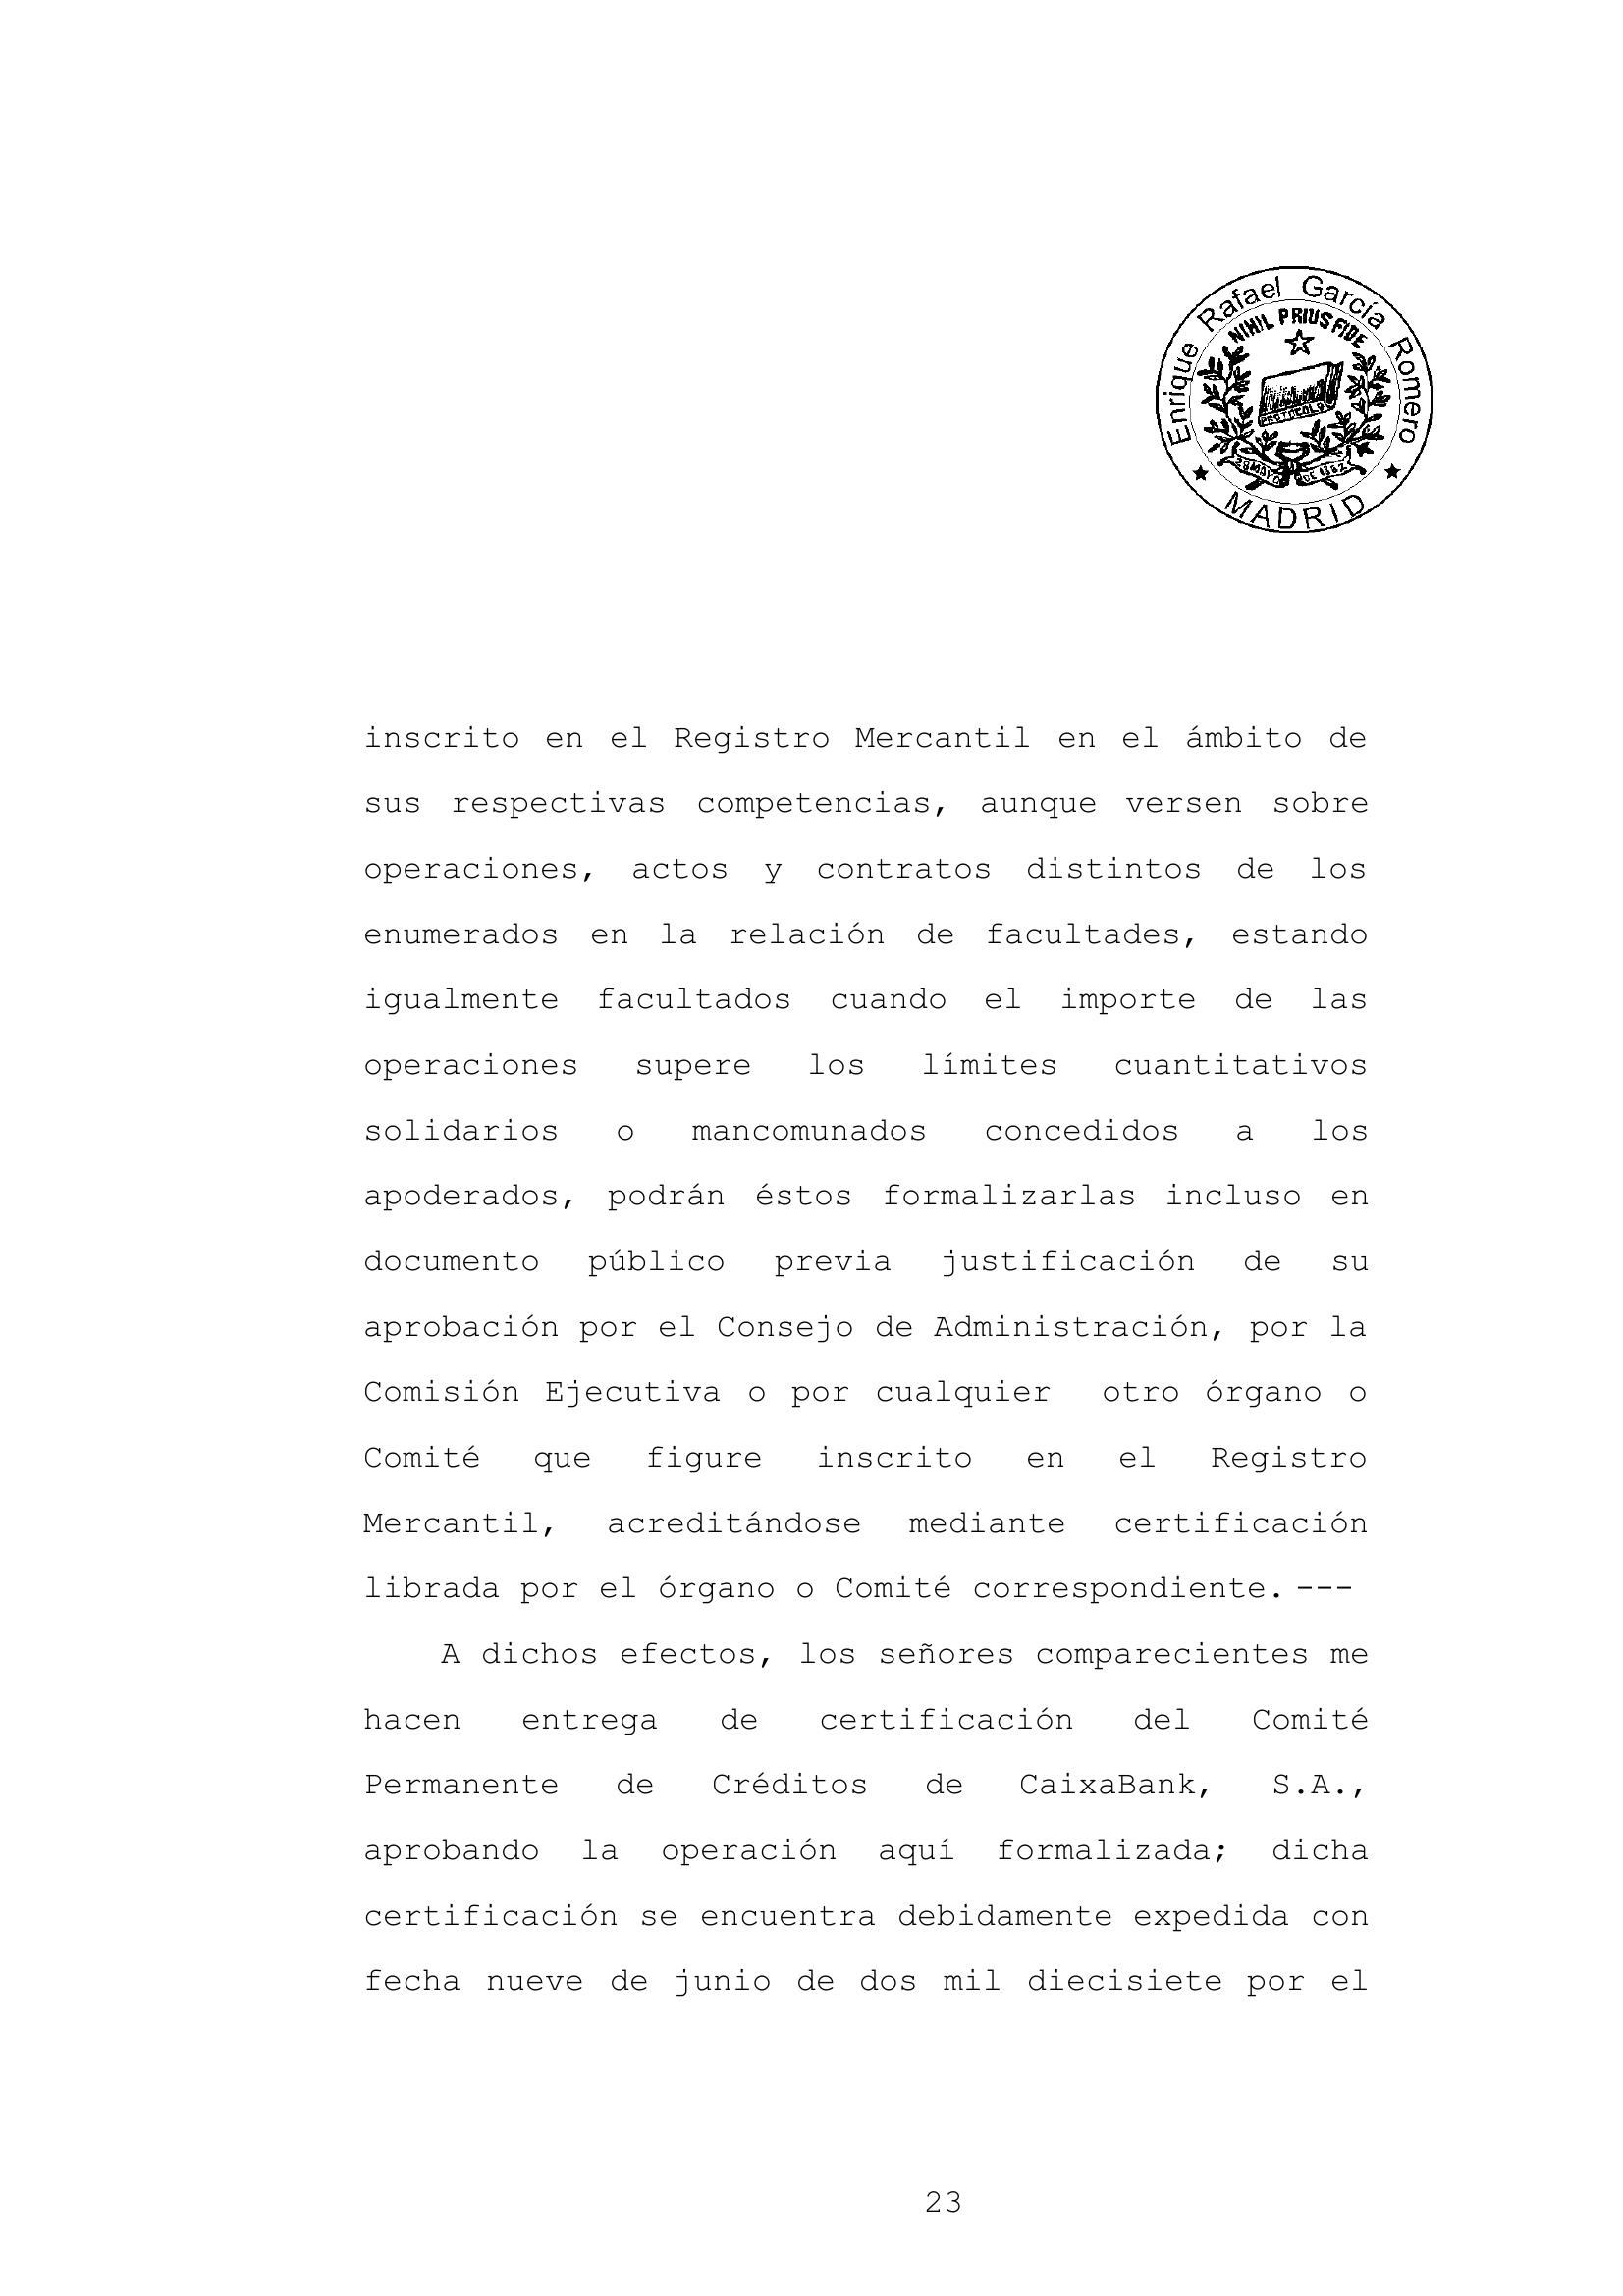 Enrique Rafael García Romero
NIHIL PRIUS FIDE
PROTOCOLO
28 MAYO DE 1862
MADRID
inscrito en el Registro Mercantil en el ámbito de
sus respectivas competencias, aunque versen sobre
operaciones, actos y contratos distintos de los
enumerados en la relación de facultades, estando
igualmente facultados cuando el importe de las
operaciones supere los límites cuantitativos
solidarios o mancomunados concedidos a los
apoderados, podrán éstos formalizarlas incluso en
documento público previa justificación de su
aprobación por el Consejo de Administración, por la
Comisión Ejecutiva o por cualquier otro órgano o
Comité que figure inscrito en el Registro
Mercantil, acreditándose mediante certificación
librada por el órgano o Comité correspondiente. ---
A dichos efectos, los señores comparecientes me
hacen entrega de certificación del Comité
Permanente de Créditos de CaixaBank, S.A.,
aprobando la operación aquí formalizada; dicha
certificación se encuentra debidamente expedida con
fecha nueve de junio de dos mil diecisiete por el
23